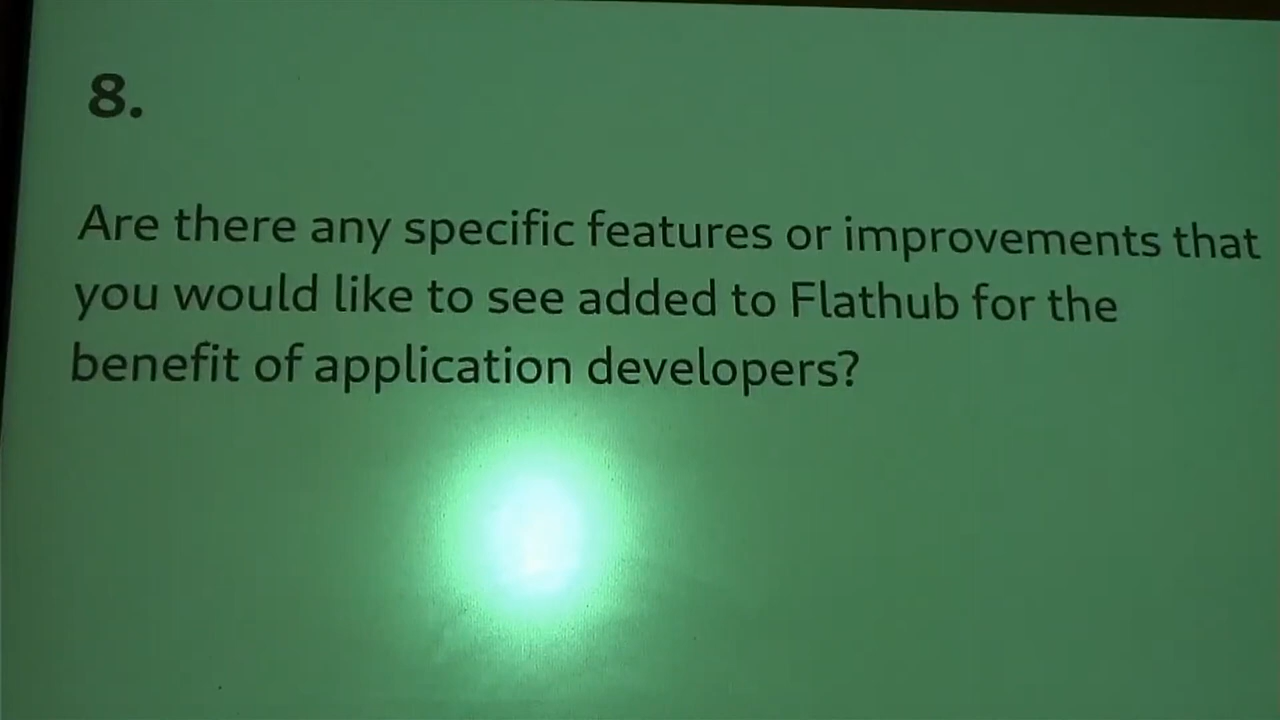 8.
Are there any specific features or improvements that
you would like to see added to Flathub for the
benefit of application developers?